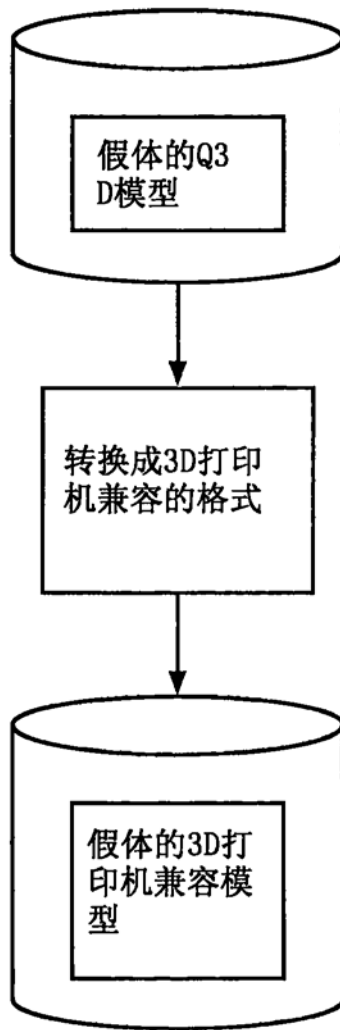 假体的Q3
D模型
转换成3D打印
机兼容的格式
假体的3D打
印机兼容模
型